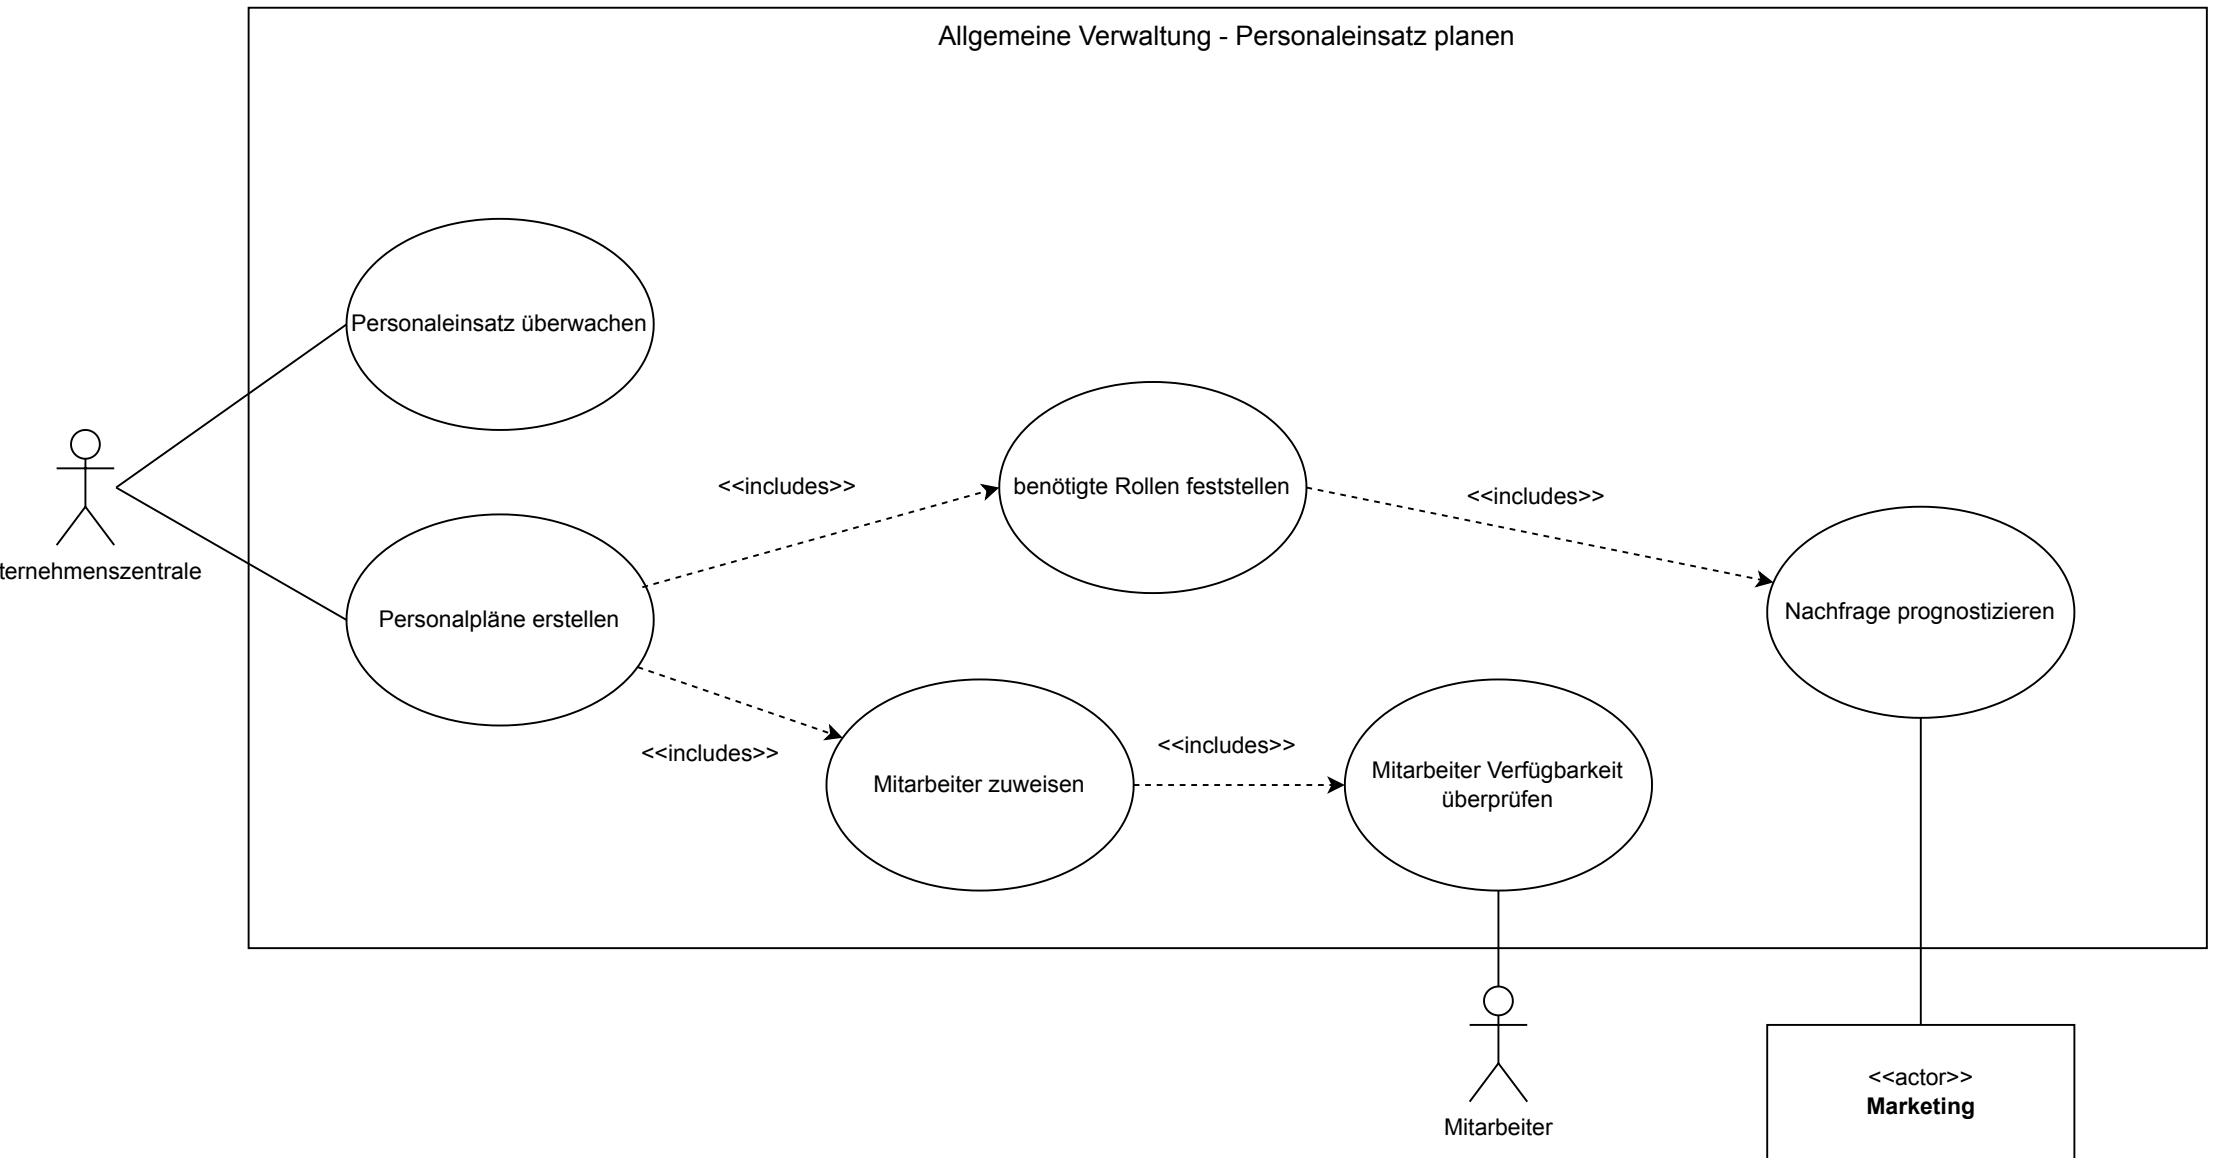 Allgemeine Verwaltung - Personaleinsatz planen
Personaleinsatz überwachen
<<includes>>
benötigte Rollen feststellen
<<includes>>
ternehmenszentrale
Personalpläne erstellen
Nachfrage prognostizieren
<<includes>>
Mitarbeiter zuweisen
<<includes>>
Mitarbeiter Verfügbarkeit
überprüfen
Mitarbeiter
<<actor>>
Marketing